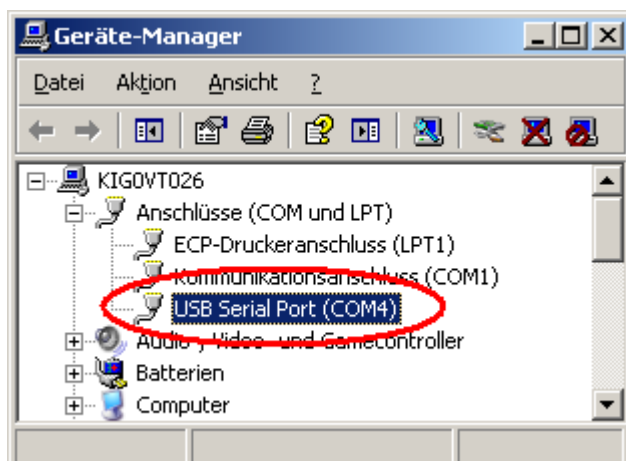 Geräte-Manager
Datei Aktion Ansicht ?
KIGOVT026
Anschlüsse (COM und LPT)
ECP-Druckeranschluss (LPT1)
Kommunikationsanschluss (COM1)
USB Serial Port (COM4)
Audio-, Video- und Gamecontroller
Batterien
Computer